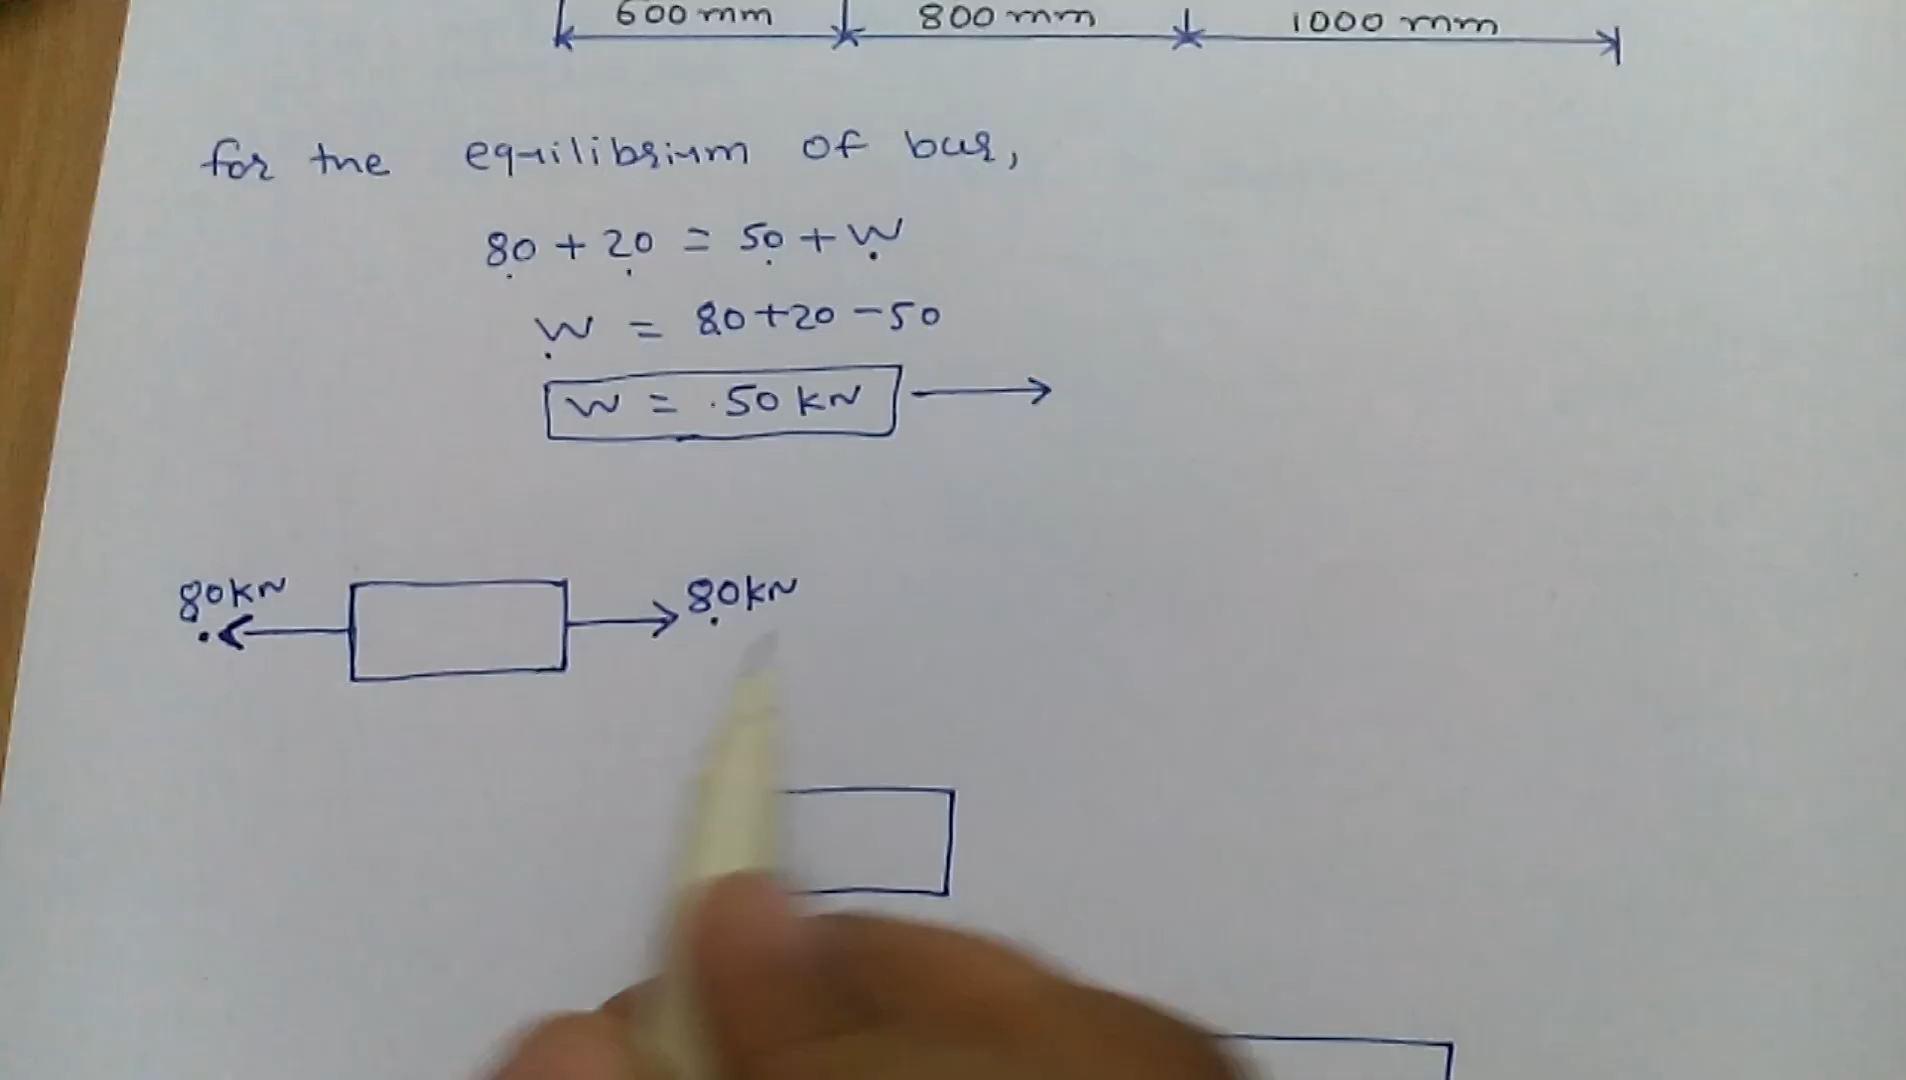 600 mm 800 mm 1000 mm
for the equilibrium of bar,
80 + 20 = 50 + W
W = 80+20-50
W = 50 kN
80kN 80kN